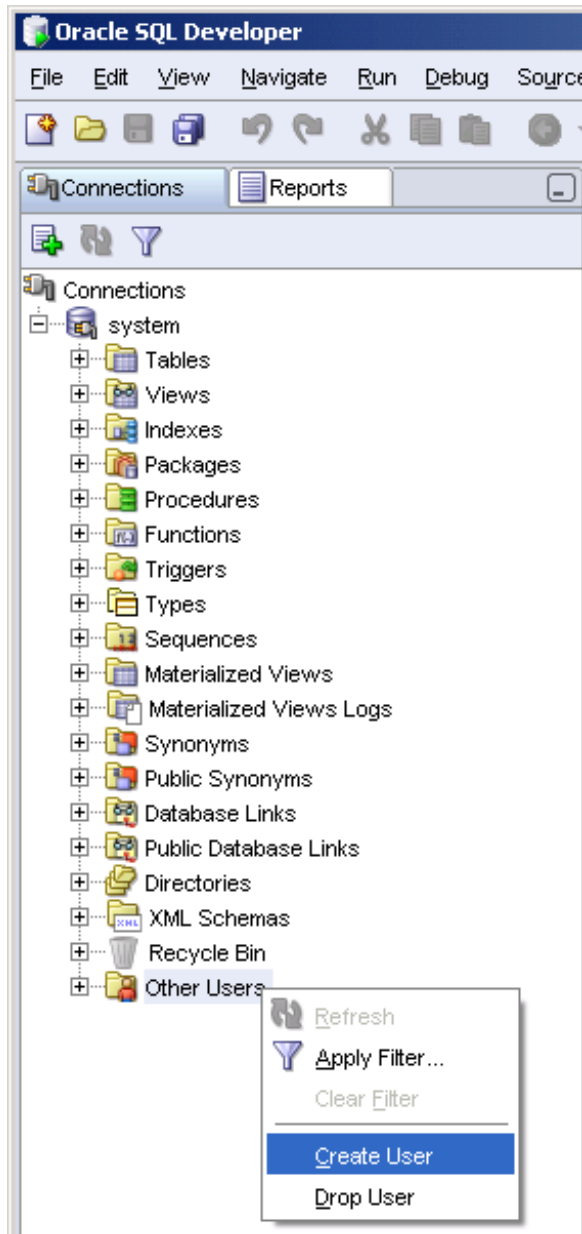 Oracle SQL Developer
File Edit View Navigate Run Debug Source
Connections Reports
Connections
system
Tables
Views
Indexes
Packages
Procedures
Functions
Triggers
Types
Sequences
Materialized Views
Materialized Views Logs
Synonyms
Public Synonyms
Database Links
Public Database Links
Directories
XML Schemas
Recycle Bin
Other Users
Refresh
Apply Filter...
Clear Filter
Create User
Drop User